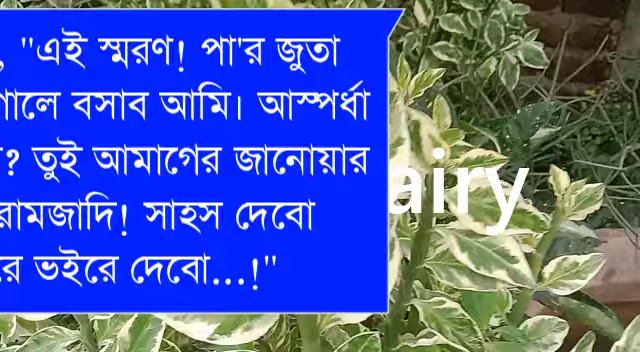 , "এই স্মরণ! পা'র জুতা
গালে বসাব আমি। আস্পর্ধা
? তুই আমাগের জানোয়ার
রামজাদি! সাহস দেবো
রে ভইরে দেবো...!"
airy